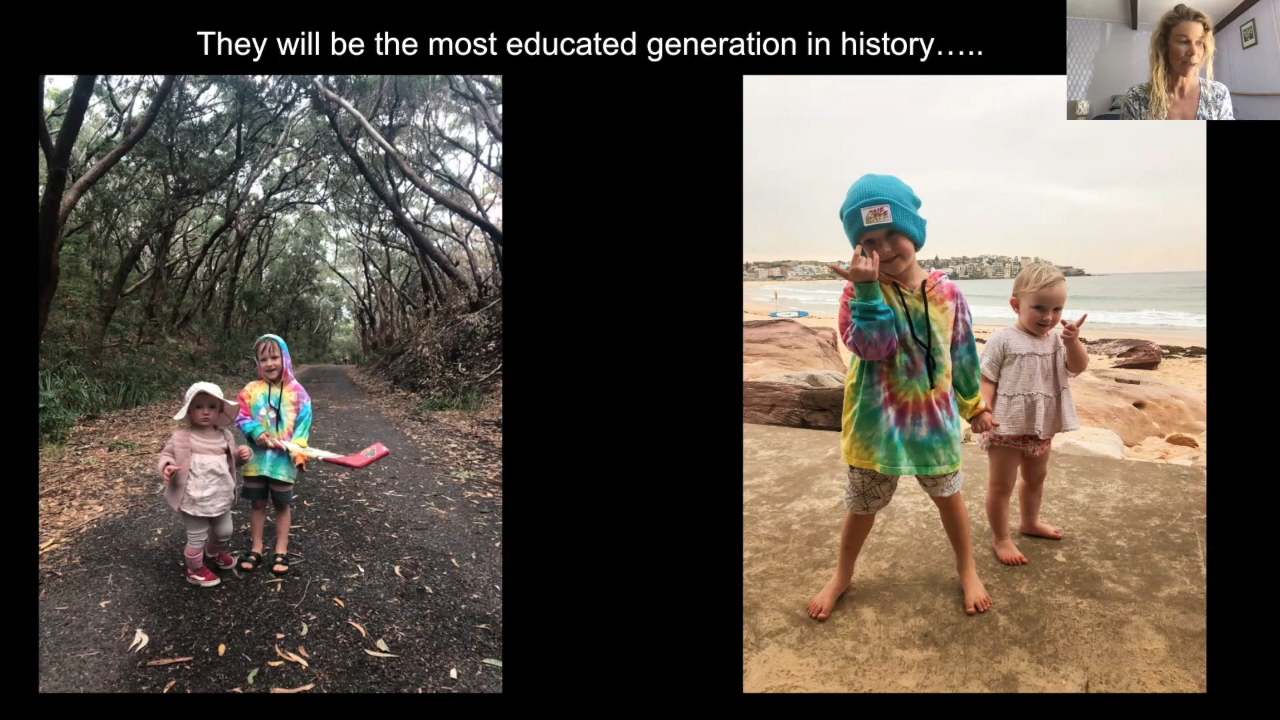 They will be the most educated generation in history…..